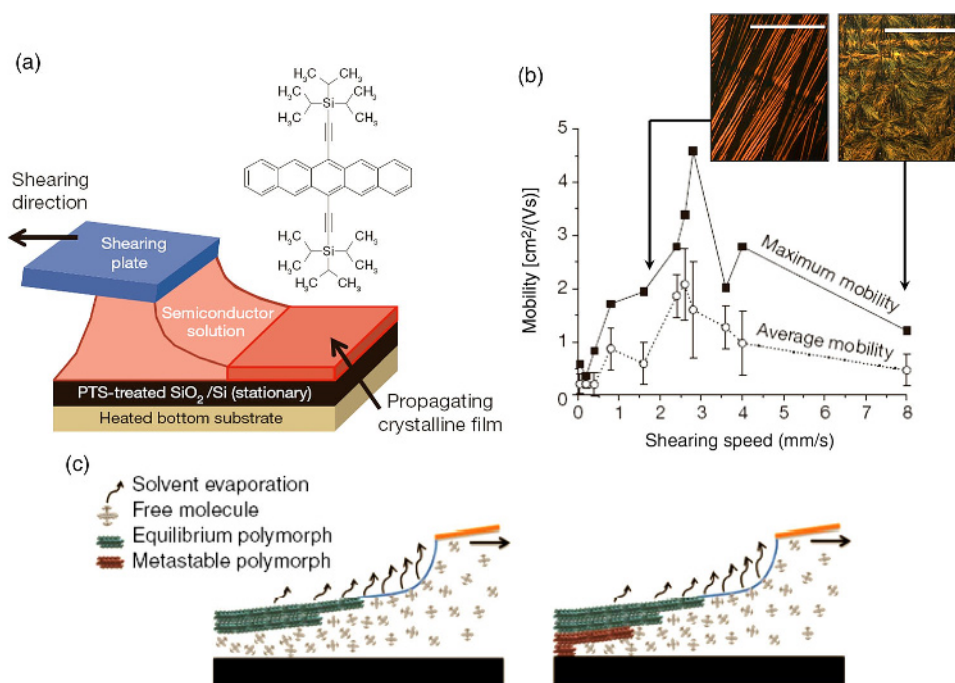 (a)
H₃C CH₃
H₃C CH₃
Si
H₃C CH₃
CH₃ CH₃
Si
H₃C CH₃
H₃C CH₃
Shearing
direction
Shearing
plate
Semiconductor
solution
PTS-treated SiO₂/Si (stationary)
Heated bottom substrate
Propagating
crystalline film
(b)
Mobility [cm²/(Vs)]
5
4
3
2
1
0
Maximum mobility
Average mobility
0 1 2 3 4 5 6 7 8
Shearing speed (mm/s)
(c)
Solvent evaporation
Free molecule
Equilibrium polymorph
Metastable polymorph